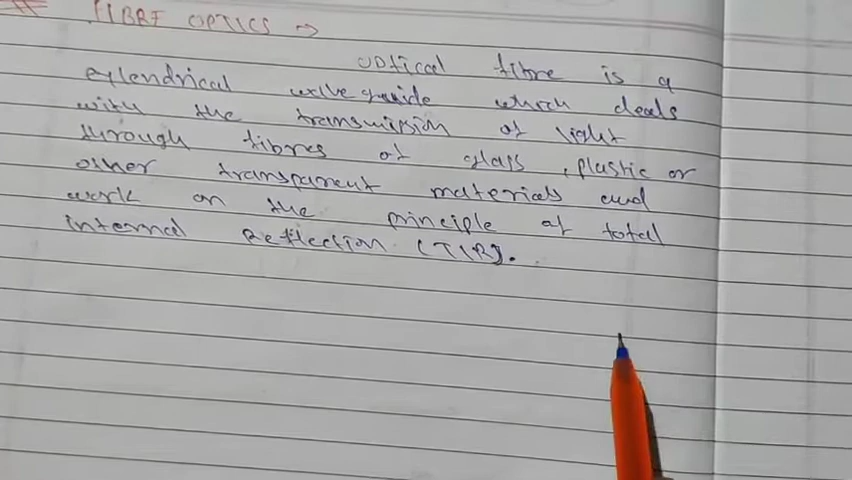 # FIBRE OPTICS →
optical fibre is a
cylendrical wave guide which deals
with the transmission of light
through fibres of glass, plastic or
other transparent materials and
work on the principle of total
internal Reflection (TIR).